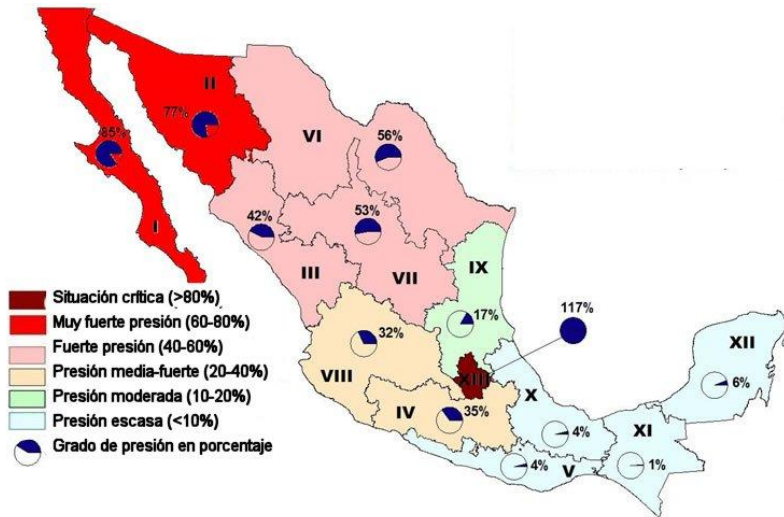 II
77%
85%
VI
56%
42%
53%
I
III
VII
IX
17%
117%
32%
VIII
XIII
XII
6%
IV
35%
X
4%
XI
4%
V
1%
Situación crítica (>80%)
Muy fuerte presión (60-80%)
Fuerte presión (40-60%)
Presión media-fuerte (20-40%)
Presión moderada (10-20%)
Presión escasa (<10%)
Grado de presión en porcentaje